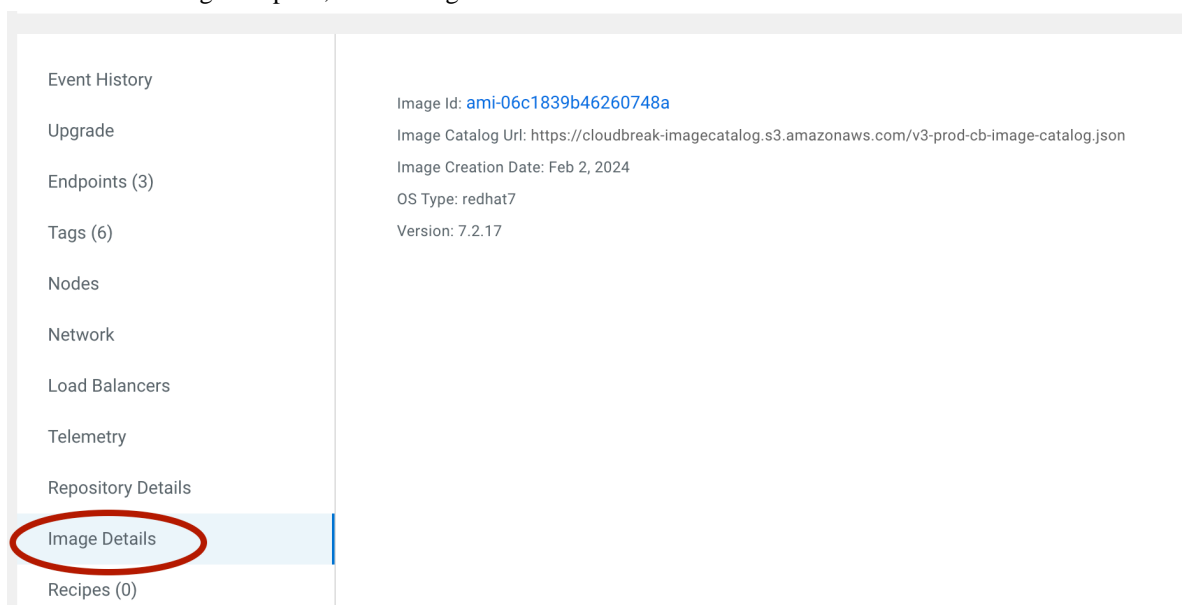 Event History
Upgrade
Endpoints (3)
Tags (6)
Nodes
Network
Load Balancers
Telemetry
Repository Details
Image Details
Recipes (0)
Image Id: ami-06c1839b46260748a
Image Catalog Url: https://cloudbreak-imagecatalog.s3.amazonaws.com/v3-prod-cb-image-catalog.json
Image Creation Date: Feb 2, 2024
OS Type: redhat7
Version: 7.2.17